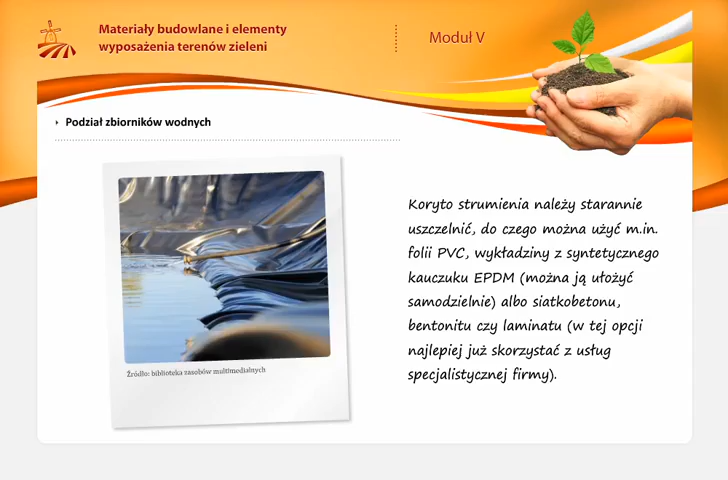 Materiały budowlane i elementy
wyposażenia terenów zieleni
Moduł V
Podział zbiorników wodnych
Koryto strumienia należy starannie
uszczelnić, do czego można użyć m.in.
folii PVC, wykładziny z syntetycznego
kauczuku EPDM (można ją ułożyć
samodzielnie) albo siatkobetonu,
bentonitu czy laminatu (w tej opcji
najlepiej już skorzystać z usług
specjalistycznej firmy).
Źródło: biblioteka zasobów multimedialnych